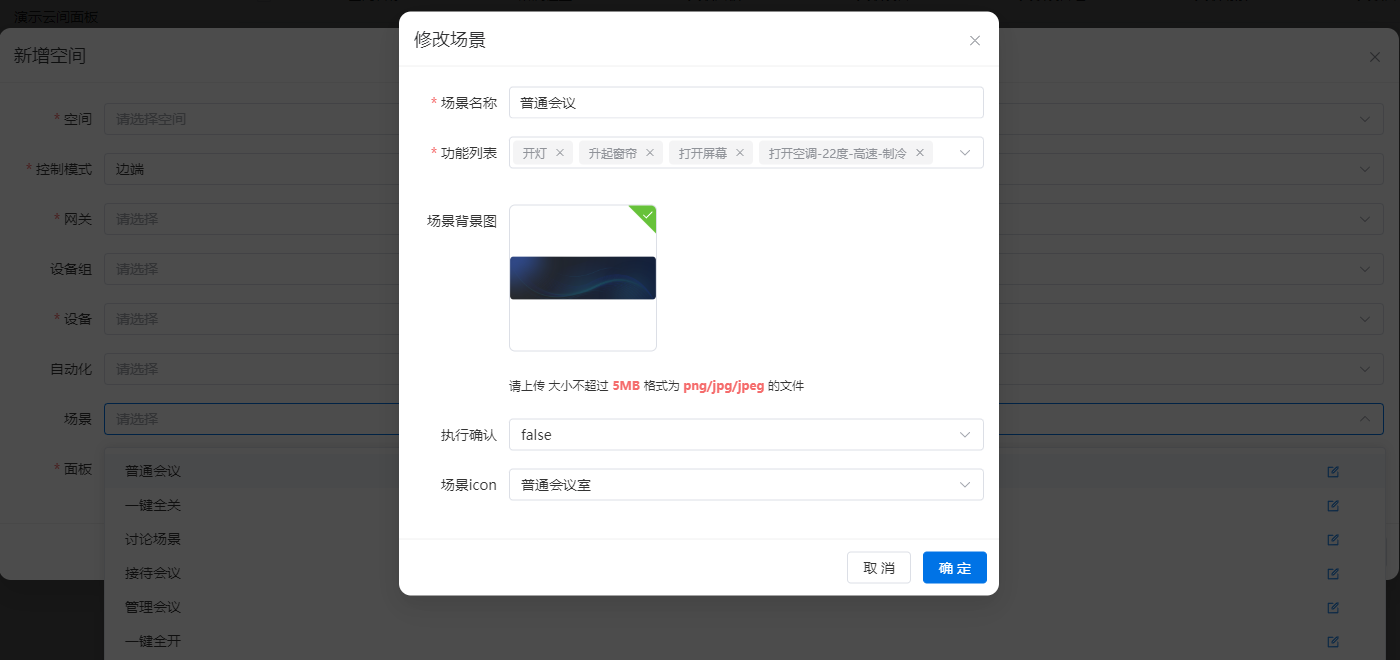 演示云间面板
新增空间
* 空间 请选择空间
* 控制模式 边端
* 网关 请选择
设备组 请选择
* 设备 请选择
自动化 请选择
场景 请选择
* 面板
普通会议
一键全关
讨论场景
接待会议
管理会议
一键全开
修改场景
* 场景名称 普通会议
* 功能列表 开灯 升起窗帘 打开屏幕 打开空调-22度-高速-制冷
场景背景图
请上传 大小不超过 5MB 格式为 png/jpg/jpeg 的文件
执行确认 false
场景icon 普通会议室
取 消 确 定